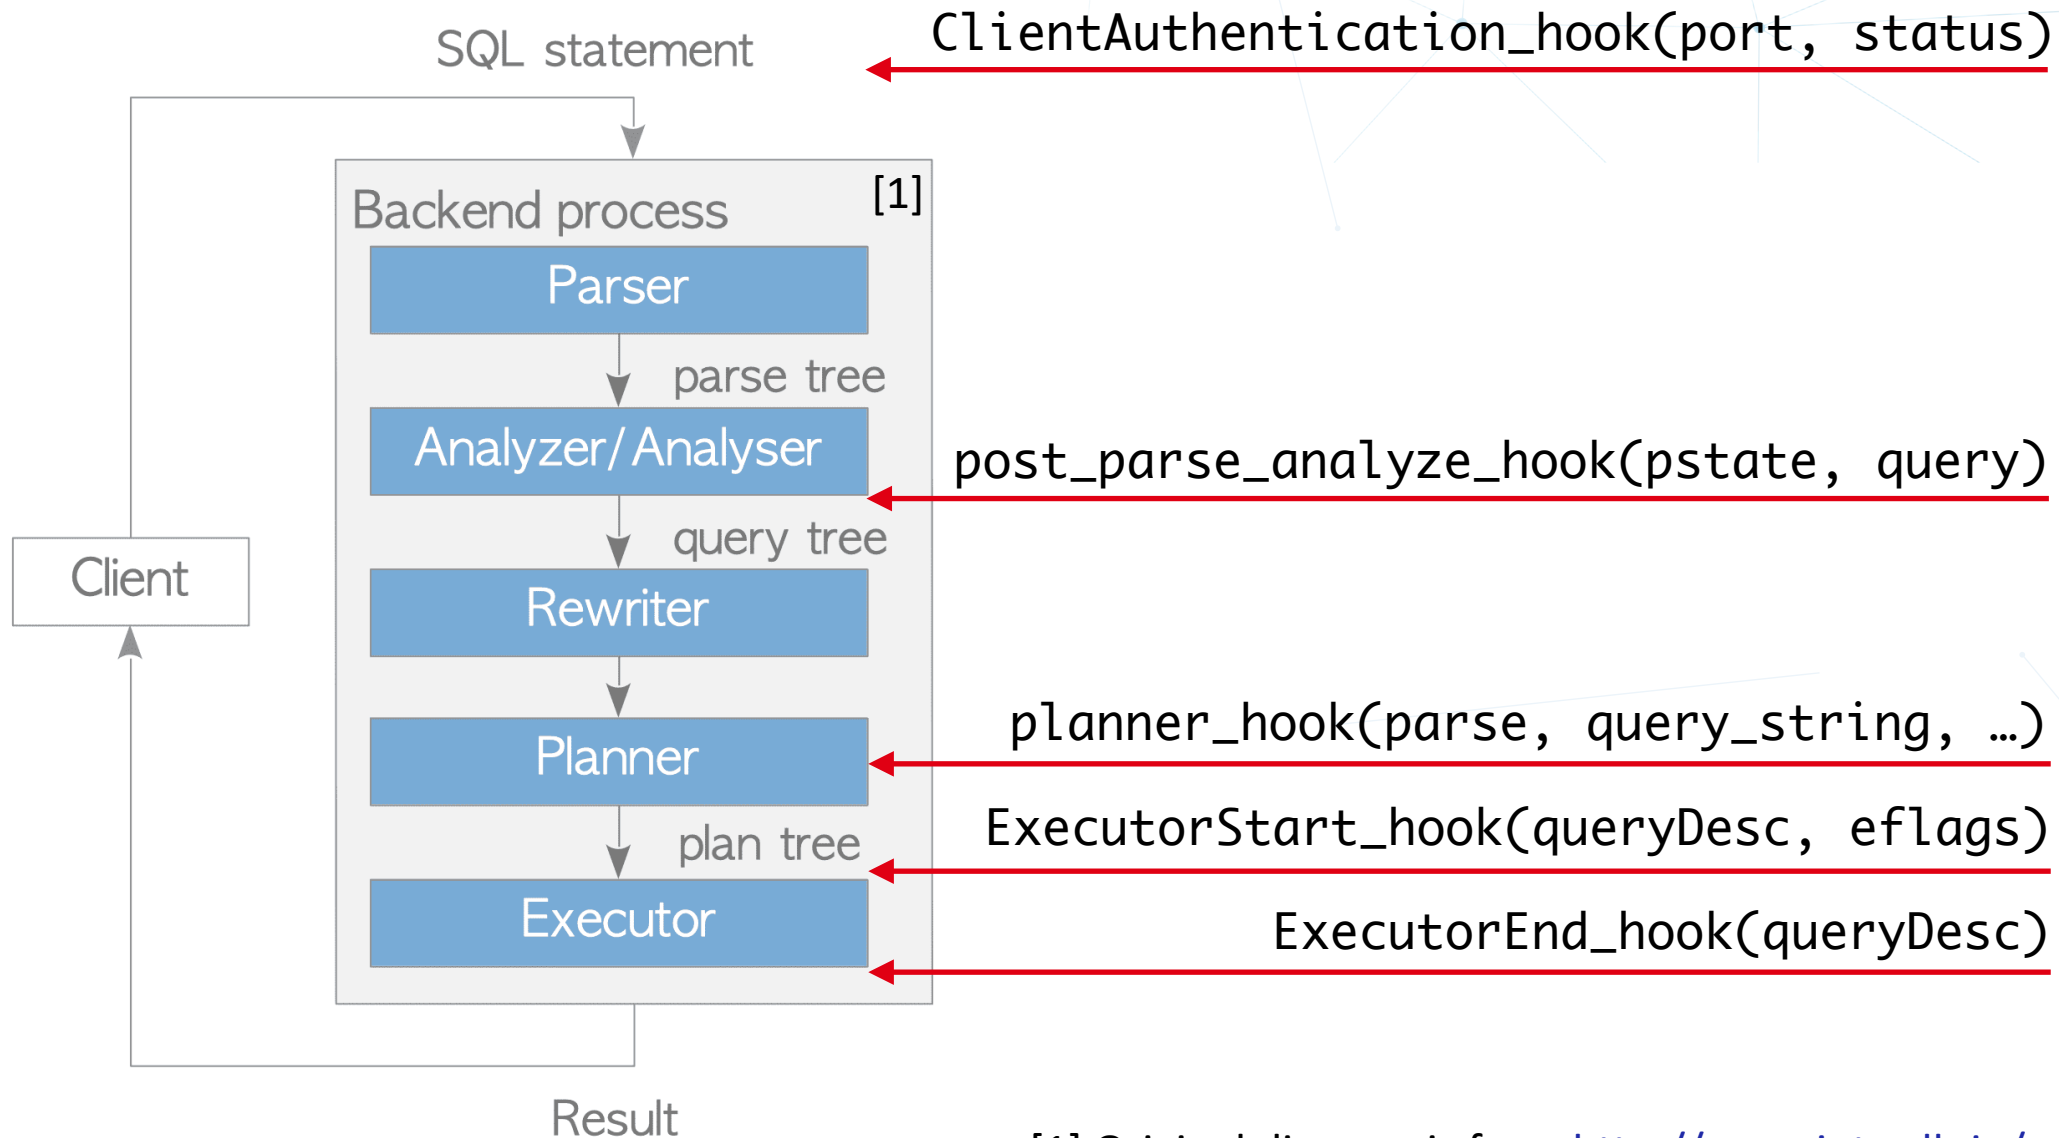 SQL statement
ClientAuthentication_hook(port, status)
[1]
Backend process
Parser
parse tree
Analyzer/Analyser
post_parse_analyze_hook(pstate, query)
query tree
Client
Rewriter
planner_hook(parse, query_string, …)
Planner
ExecutorStart_hook(queryDesc, eflags)
plan tree
Executor
ExecutorEnd_hook(queryDesc)
Result